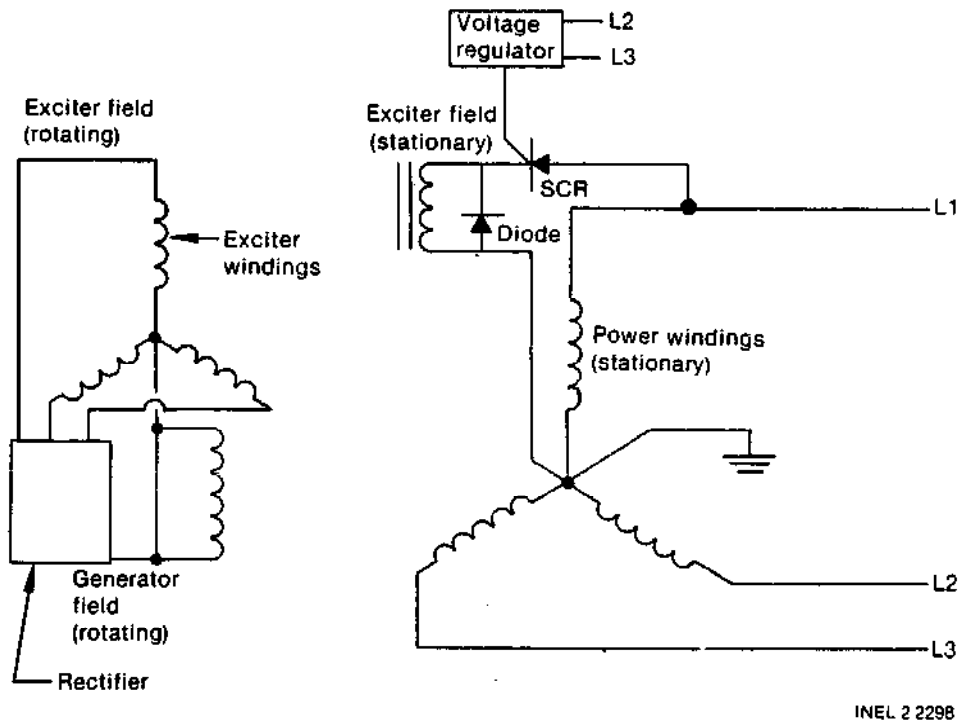 Voltage
regulator
L2
L3
Exciter field
(rotating)
Exciter field
(stationary)
SCR
L1
Diode
Exciter
windings
Power windings
(stationary)
Generator
field
(rotating)
L2
L3
Rectifier
INEL 2 2298